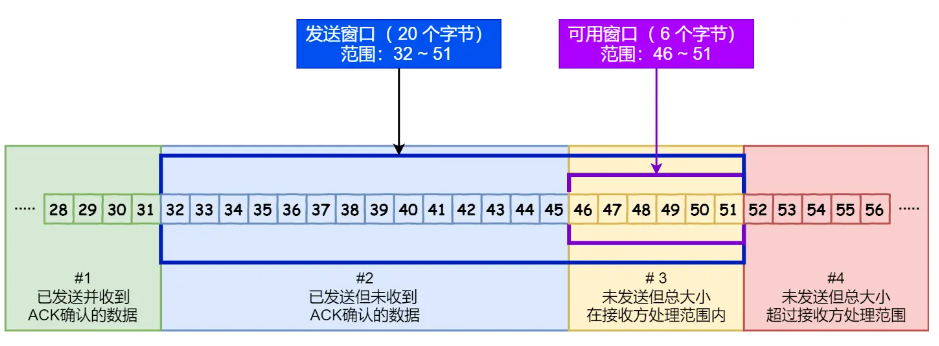 发送窗口（ 20 个字节）
范围：32 ~ 51
可用窗口（ 6 个字节）
范围：46 ~ 51
····· 28 29 30 31 32 33 34 35 36 37 38 39 40 41 42 43 44 45 46 47 48 49 50 51 52 53 54 55 56 ·····
#1
已发送并收到
ACK确认的数据
#2
已发送但未收到
ACK确认的数据
# 3
未发送但总大小
在接收方处理范围内
#4
未发送但总大小
超过接收方处理范围